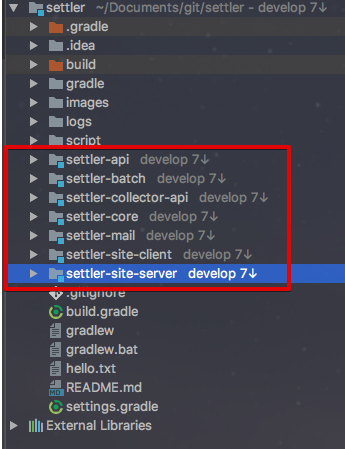 settler ~/Documents/git/settler - develop 7↓
.gradle
.idea
build
gradle
images
logs
script
settler-api develop 7↓
settler-batch develop 7↓
settler-collector-api develop 7↓
settler-core develop 7↓
settler-mail develop 7↓
settler-site-client develop 7↓
settler-site-server develop 7↓
.gitignore
build.gradle
gradlew
gradlew.bat
hello.txt
MD README.md
settings.gradle
External Libraries